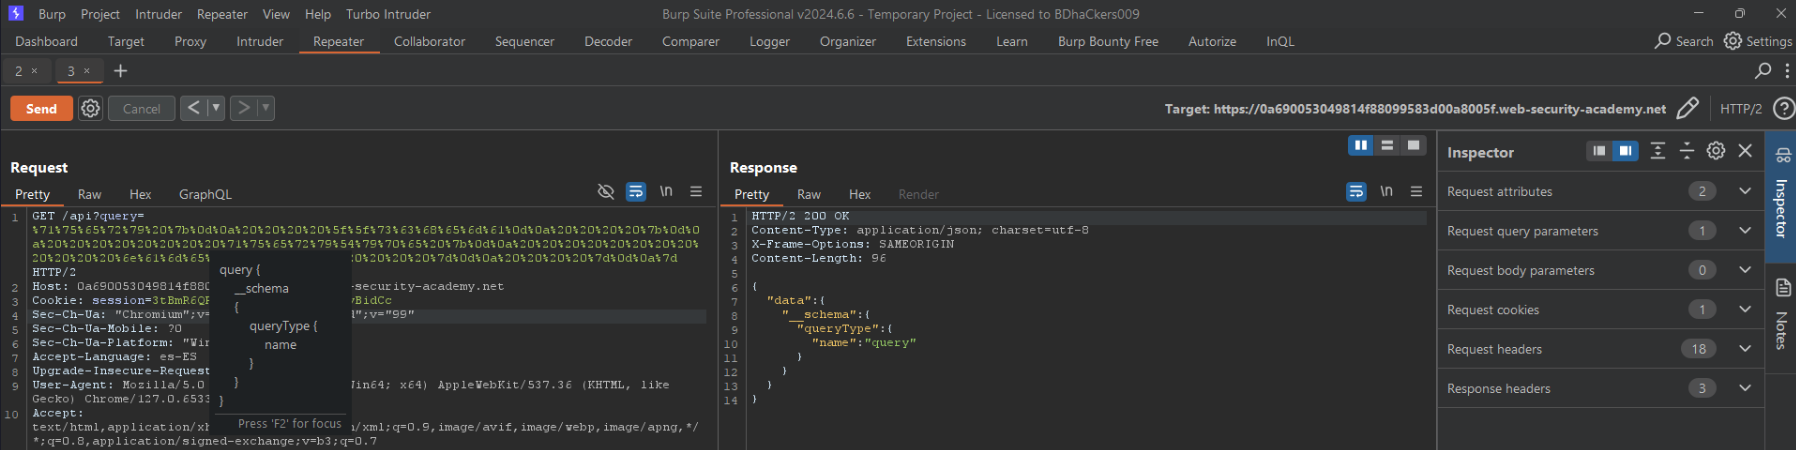 Burp Project Intruder Repeater View Help Turbo Intruder Burp Suite Professional v2024.6.6 - Temporary Project - Licensed to BDhaCkers009
Dashboard Target Proxy Intruder Repeater Collaborator Sequencer Decoder Comparer Logger Organizer Extensions Learn Burp Bounty Free Autorize InQL Search Settings
2 × 3 × +
Send Cancel < > Target: https://0a690053049814f88099583d00a8005f.web-security-academy.net HTTP/2
Request
Pretty Raw Hex GraphQL \n
1 GET /api?query=
%71%75%65%72%79%20%7b%0d%0a%20%20%20%20%5f%5f%73%63%68%65%6d%61%0d%0a%20%20%20%20%7b%0d%0
a%20%20%20%20%20%20%20%20%71%75%65%72%79%54%79%70%65%20%7b%0d%0a%20%20%20%20%20%20%20%20%
20%20%20%20%6e%61%6d%65%
%20%20%20%20%7d%0d%0a%20%20%20%20%7d%0d%0a%7d
HTTP/2
2 Host: 0a690053049814f880
-security-academy.net
3 Cookie: session=3tBmR6Q
BidCc
4 Sec-Ch-Ua: "Chromium";v=
";v="99"
5 Sec-Ch-Ua-Mobile: ?0
6 Sec-Ch-Ua-Platform: "Win
7 Accept-Language: es-ES
8 Upgrade-Insecure-Request
9 User-Agent: Mozilla/5.0
Win64; x64) AppleWebKit/537.36 (KHTML, like
Gecko) Chrome/127.0.6533
10 Accept:
text/html,application/xh
/xml;q=0.9,image/avif,image/webp,image/apng,*/
*;q=0.8,application/signed-exchange;v=b3;q=0.7
query {
__schema
{
queryType {
name
}
}
}
Press 'F2' for focus
Response
Pretty Raw Hex Render \n
1 HTTP/2 200 OK
2 Content-Type: application/json; charset=utf-8
3 X-Frame-Options: SAMEORIGIN
4 Content-Length: 96
5
6 {
7 "data":{
8 "__schema":{
9 "queryType":{
10 "name":"query"
11 }
12 }
13 }
14 }
Inspector
Request attributes 2
Request query parameters 1
Request body parameters 0
Request cookies 1
Request headers 18
Response headers 3
Inspector
Notes